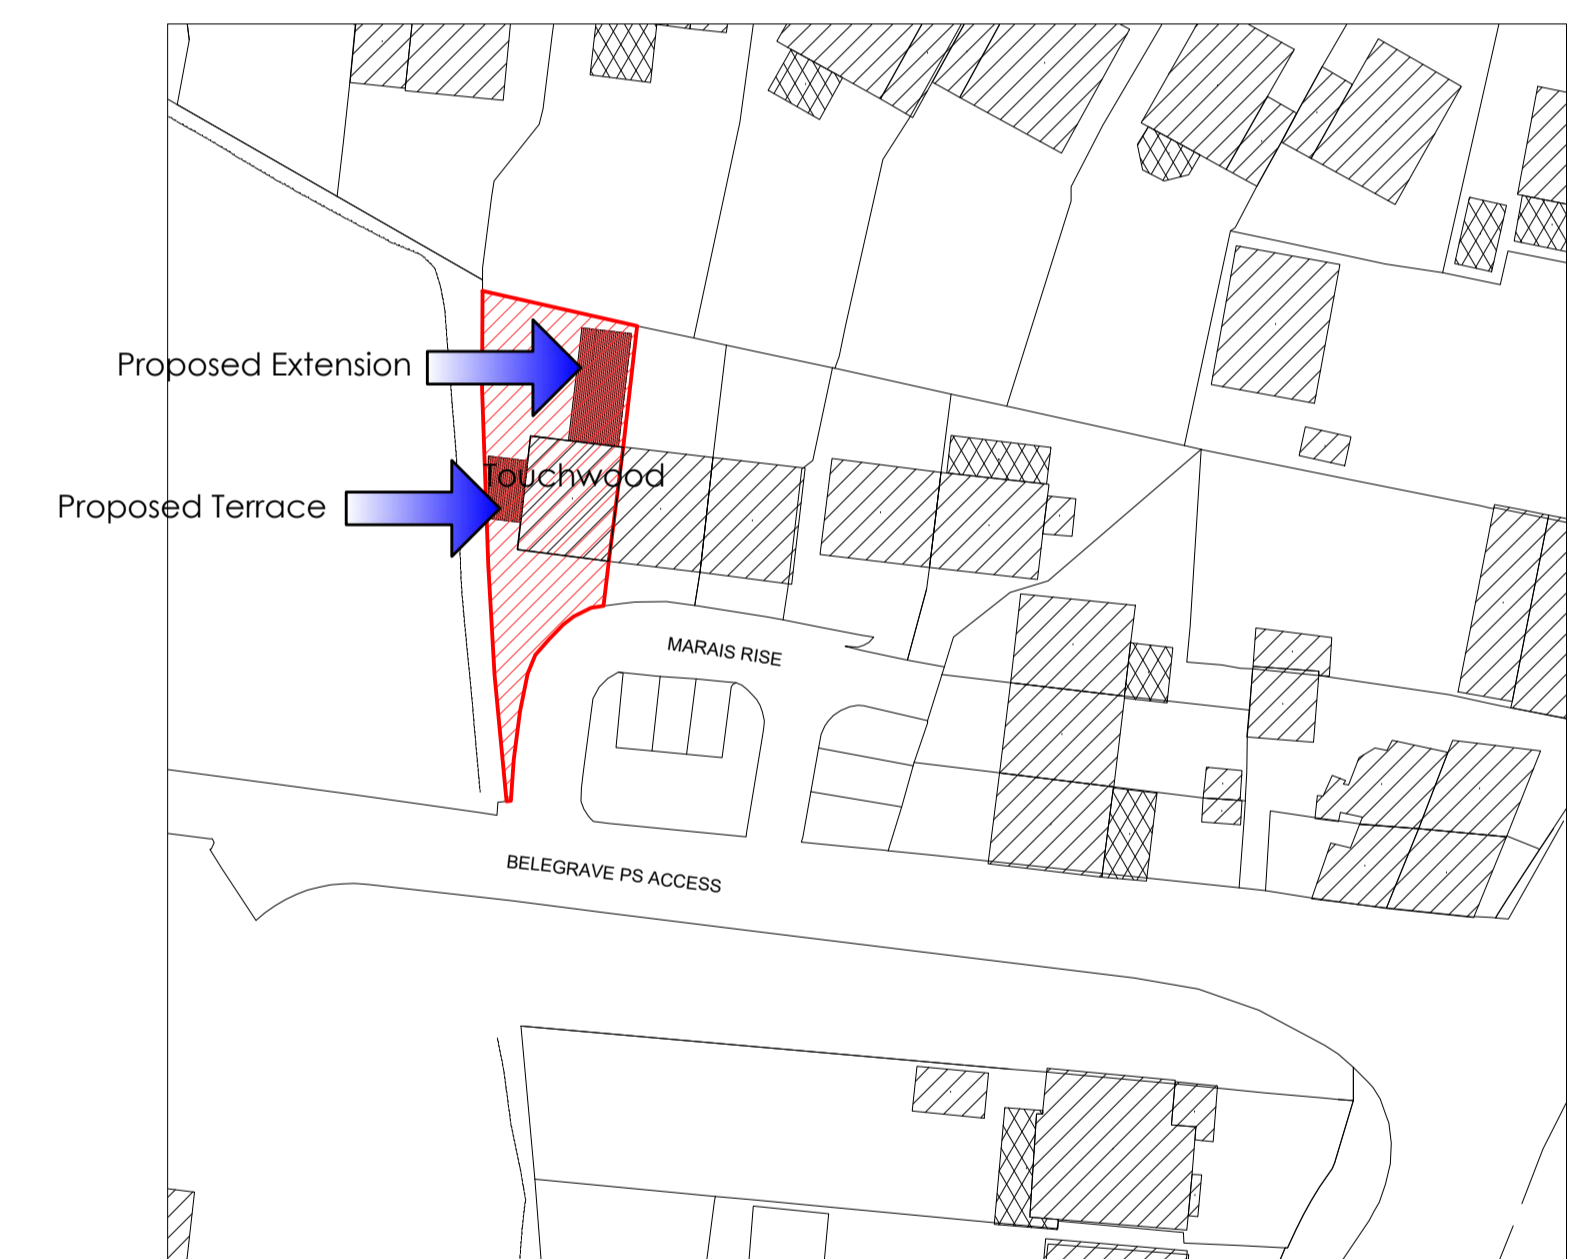 Proposed Extension
Touchwood
Proposed Terrace
MARAIS RISE
BELEGRAVE PS ACCESS